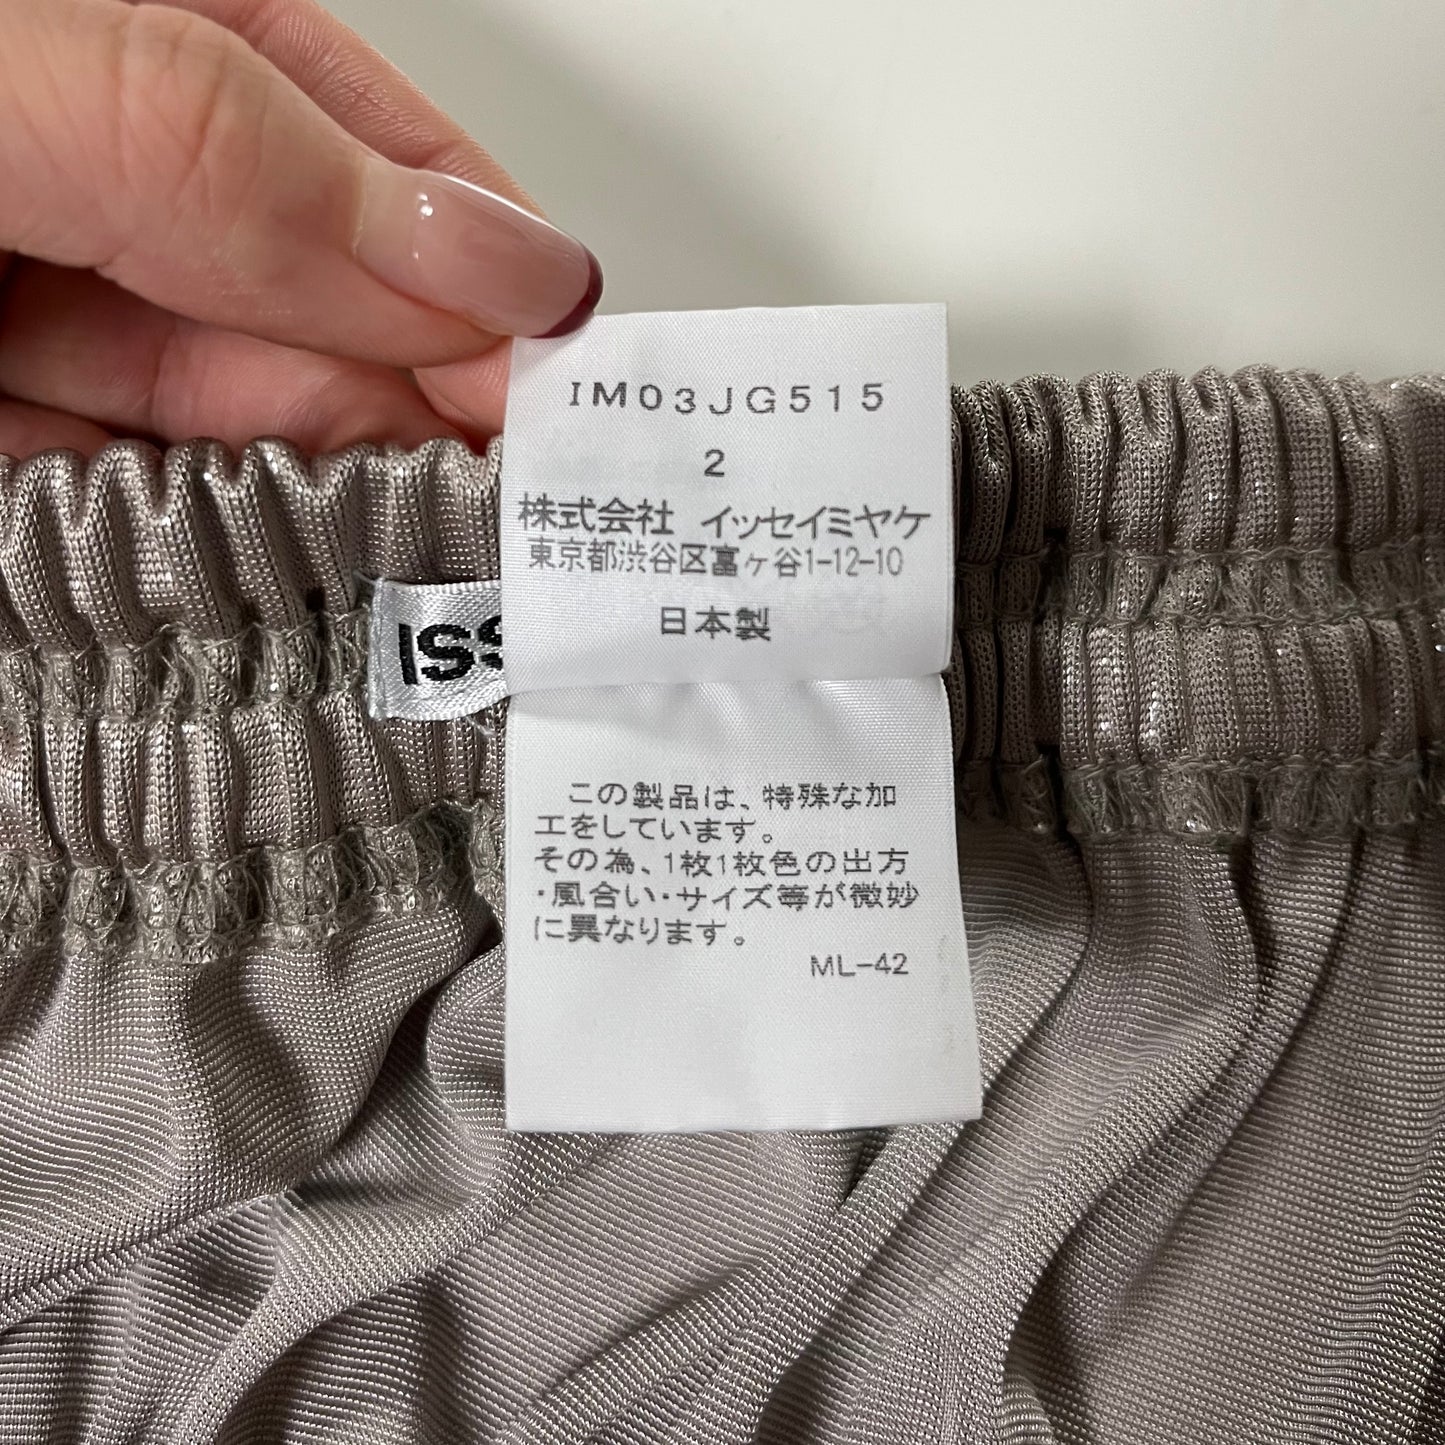 IM03JG515
2
株式会社 イッセイミヤケ
東京都渋谷区富ヶ谷1-12-10
日本製
ISS
この製品は、特殊な加
工をしています。
その為、1枚1枚色の出方
・風合い・サイズ等が微妙
に異なります。
ML-42